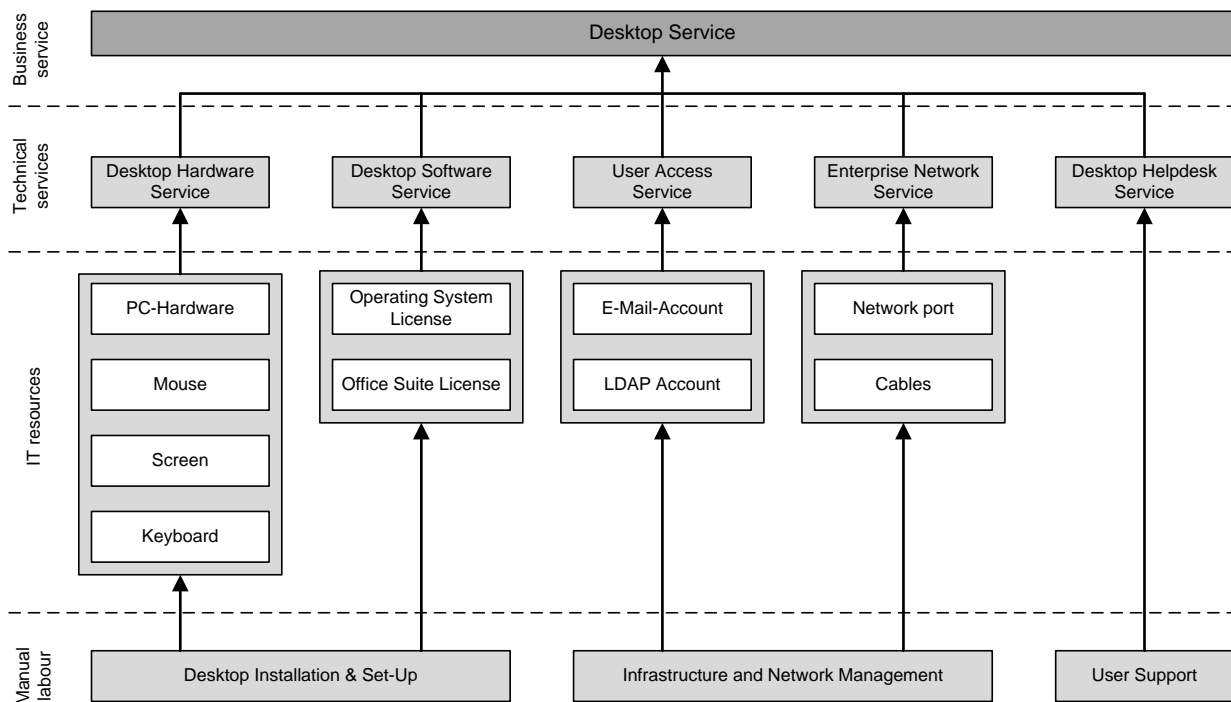 Business
service
Desktop Service
Technical
services
Desktop Hardware
Service
Desktop Software
Service
User Access
Service
Enterprise Network
Service
Desktop Helpdesk
Service
IT resources
PC-Hardware
Mouse
Screen
Keyboard
Operating System
License
Office Suite License
E-Mail-Account
LDAP Account
Network port
Cables
Manual
labour
Desktop Installation & Set-Up
Infrastructure and Network Management
User Support